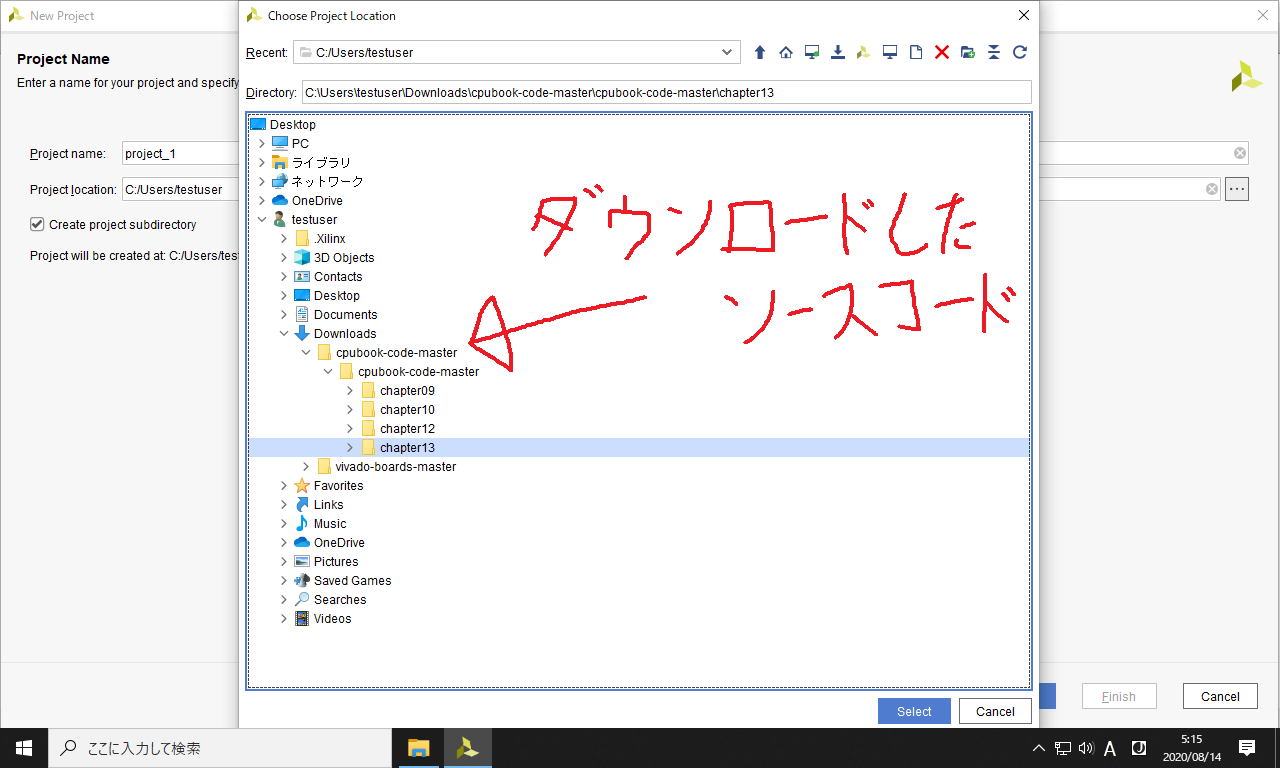 New Project
Choose Project Location
Project Name
Enter a name for your project and specify
Recent: C:/Users/testuser
Directory: C:\Users\testuser\Downloads\cpubook-code-master\cpubook-code-master\chapter13
Project name: project_1
Project location: C:/Users/testuser
Create project subdirectory
Project will be created at: C:/Users/tes
Desktop
PC
ライブラリ
ネットワーク
OneDrive
testuser
.Xilinx
3D Objects
Contacts
Desktop
Documents
Downloads
cpubook-code-master
cpubook-code-master
chapter09
chapter10
chapter12
chapter13
vivado-boards-master
Favorites
Links
Music
OneDrive
Pictures
Saved Games
Searches
Videos
ダウンロードした
ソースコード
Select
Cancel
Finish
Cancel
ここに入力して検索
A
J
5:15
2020/08/14